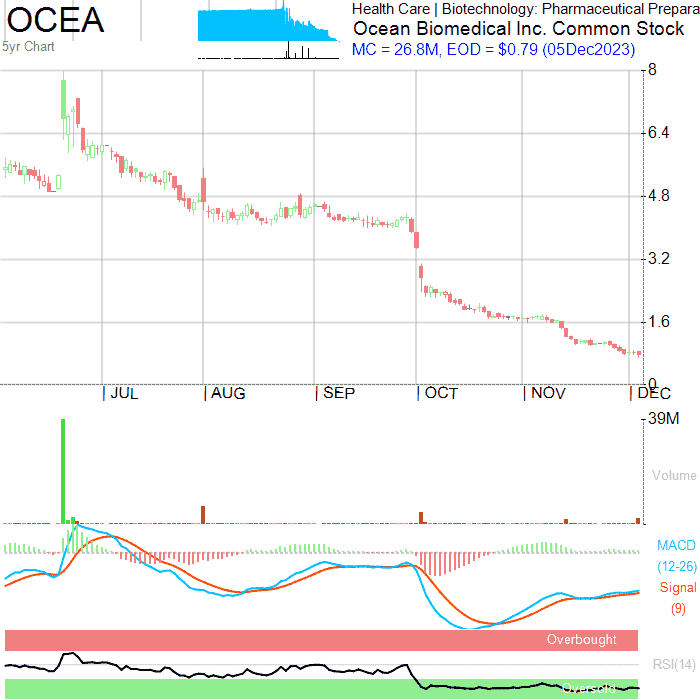 OCEA
5yr Chart
Health Care | Biotechnology: Pharmaceutical Prepara
Ocean Biomedical Inc. Common Stock
MC = 26.8M, EOD = $0.79 (05Dec2023)
8
6.4
4.8
3.2
1.6
0
| JUL | AUG | SEP | OCT | NOV | DEC
39M
Volume
MACD
(12-26)
Signal
(9)
Overbought
RSI(14)
Oversold